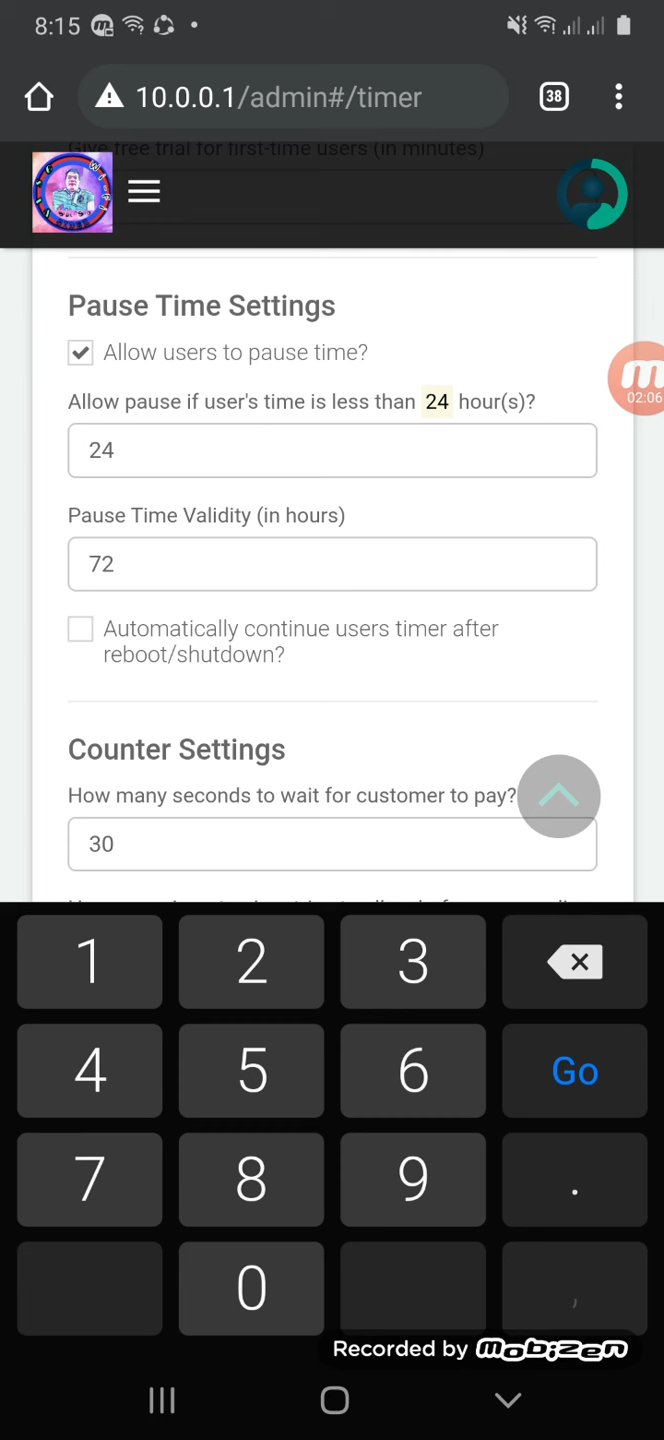 8:15
38
10.0.0.1/admin#/timer
Give free trial for first-time users (in minutes)
Pause Time Settings
Allow users to pause time?
02:06
Allow pause if user's time is less than 24 hour(s)?
24
Pause Time Validity (in hours)
72
Automatically continue users timer after
reboot/shutdown?
Counter Settings
How many seconds to wait for customer to pay?
30
1 2 3
4 5 6 Go
7 8 9 .
0 ,
Recorded by mobizen